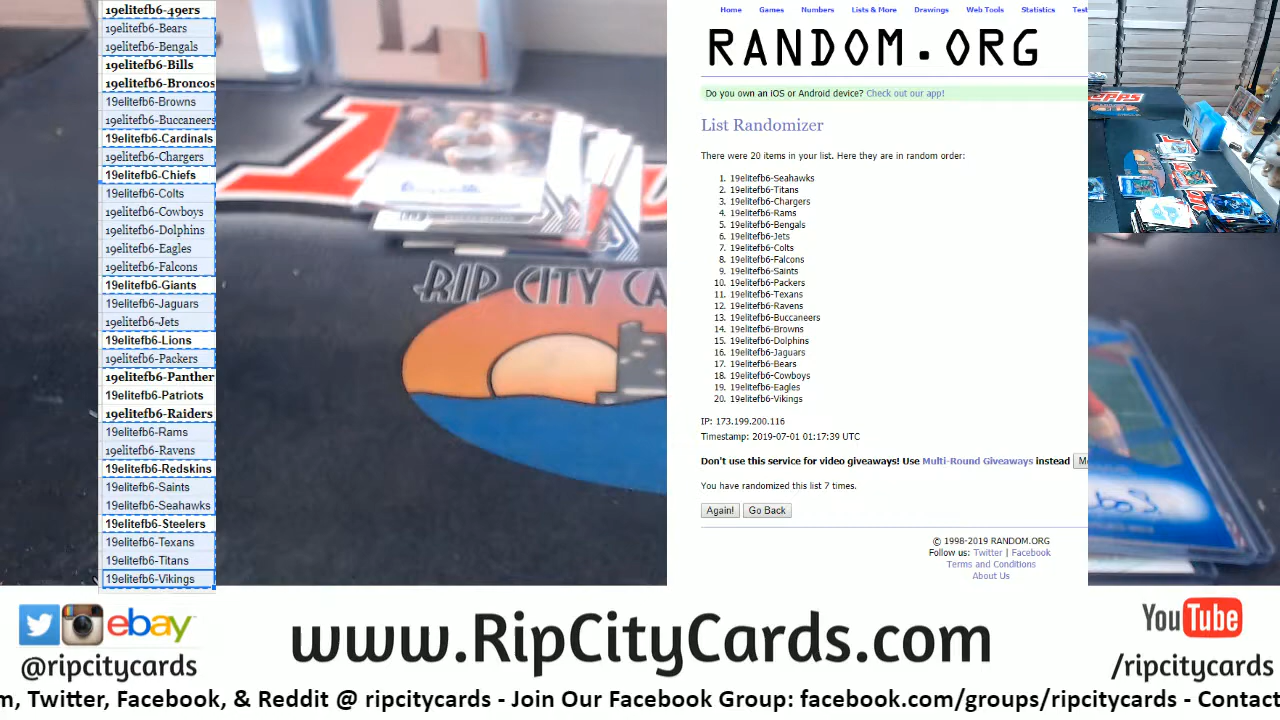 19elitefb6-49ers
19elitefb6-Bears
19elitefb6-Bengals
19elitefb6-Bills
19elitefb6-Broncos
19elitefb6-Browns
19elitefb6-Buccaneers
19elitefb6-Cardinals
19elitefb6-Chargers
19elitefb6-Chiefs
19elitefb6-Colts
19elitefb6-Cowboys
19elitefb6-Dolphins
19elitefb6-Eagles
19elitefb6-Falcons
19elitefb6-Giants
19elitefb6-Jaguars
19elitefb6-Jets
19elitefb6-Lions
19elitefb6-Packers
19elitefb6-Panther
19elitefb6-Patriots
19elitefb6-Raiders
19elitefb6-Rams
19elitefb6-Ravens
19elitefb6-Redskins
19elitefb6-Saints
19elitefb6-Seahawks
19elitefb6-Steelers
19elitefb6-Texans
19elitefb6-Titans
19elitefb6-Vikings
RIP CITY CA
Home Games Numbers Lists & More Drawings Web Tools Statistics Test
RANDOM.ORG
Do you own an iOS or Android device? Check out our app!
List Randomizer
There were 20 items in your list. Here they are in random order:
1. 19elitefb6-Seahawks
2. 19elitefb6-Titans
3. 19elitefb6-Chargers
4. 19elitefb6-Rams
5. 19elitefb6-Bengals
6. 19elitefb6-Jets
7. 19elitefb6-Colts
8. 19elitefb6-Falcons
9. 19elitefb6-Saints
10. 19elitefb6-Packers
11. 19elitefb6-Texans
12. 19elitefb6-Ravens
13. 19elitefb6-Buccaneers
14. 19elitefb6-Browns
15. 19elitefb6-Dolphins
16. 19elitefb6-Jaguars
17. 19elitefb6-Bears
18. 19elitefb6-Cowboys
19. 19elitefb6-Eagles
20. 19elitefb6-Vikings
IP: 173.199.200.116
Timestamp: 2019-07-01 01:17:39 UTC
Don't use this service for video giveaways! Use Multi-Round Giveaways instead
You have randomized this list 7 times.
Again! Go Back
© 1998-2019 RANDOM.ORG
Follow us: Twitter | Facebook
Terms and Conditions
About Us
ebay
@ripcitycards
www.RipCityCards.com
YouTube
/ripcitycards
m, Twitter, Facebook, & Reddit @ ripcitycards - Join Our Facebook Group: facebook.com/groups/ripcitycards - Contact